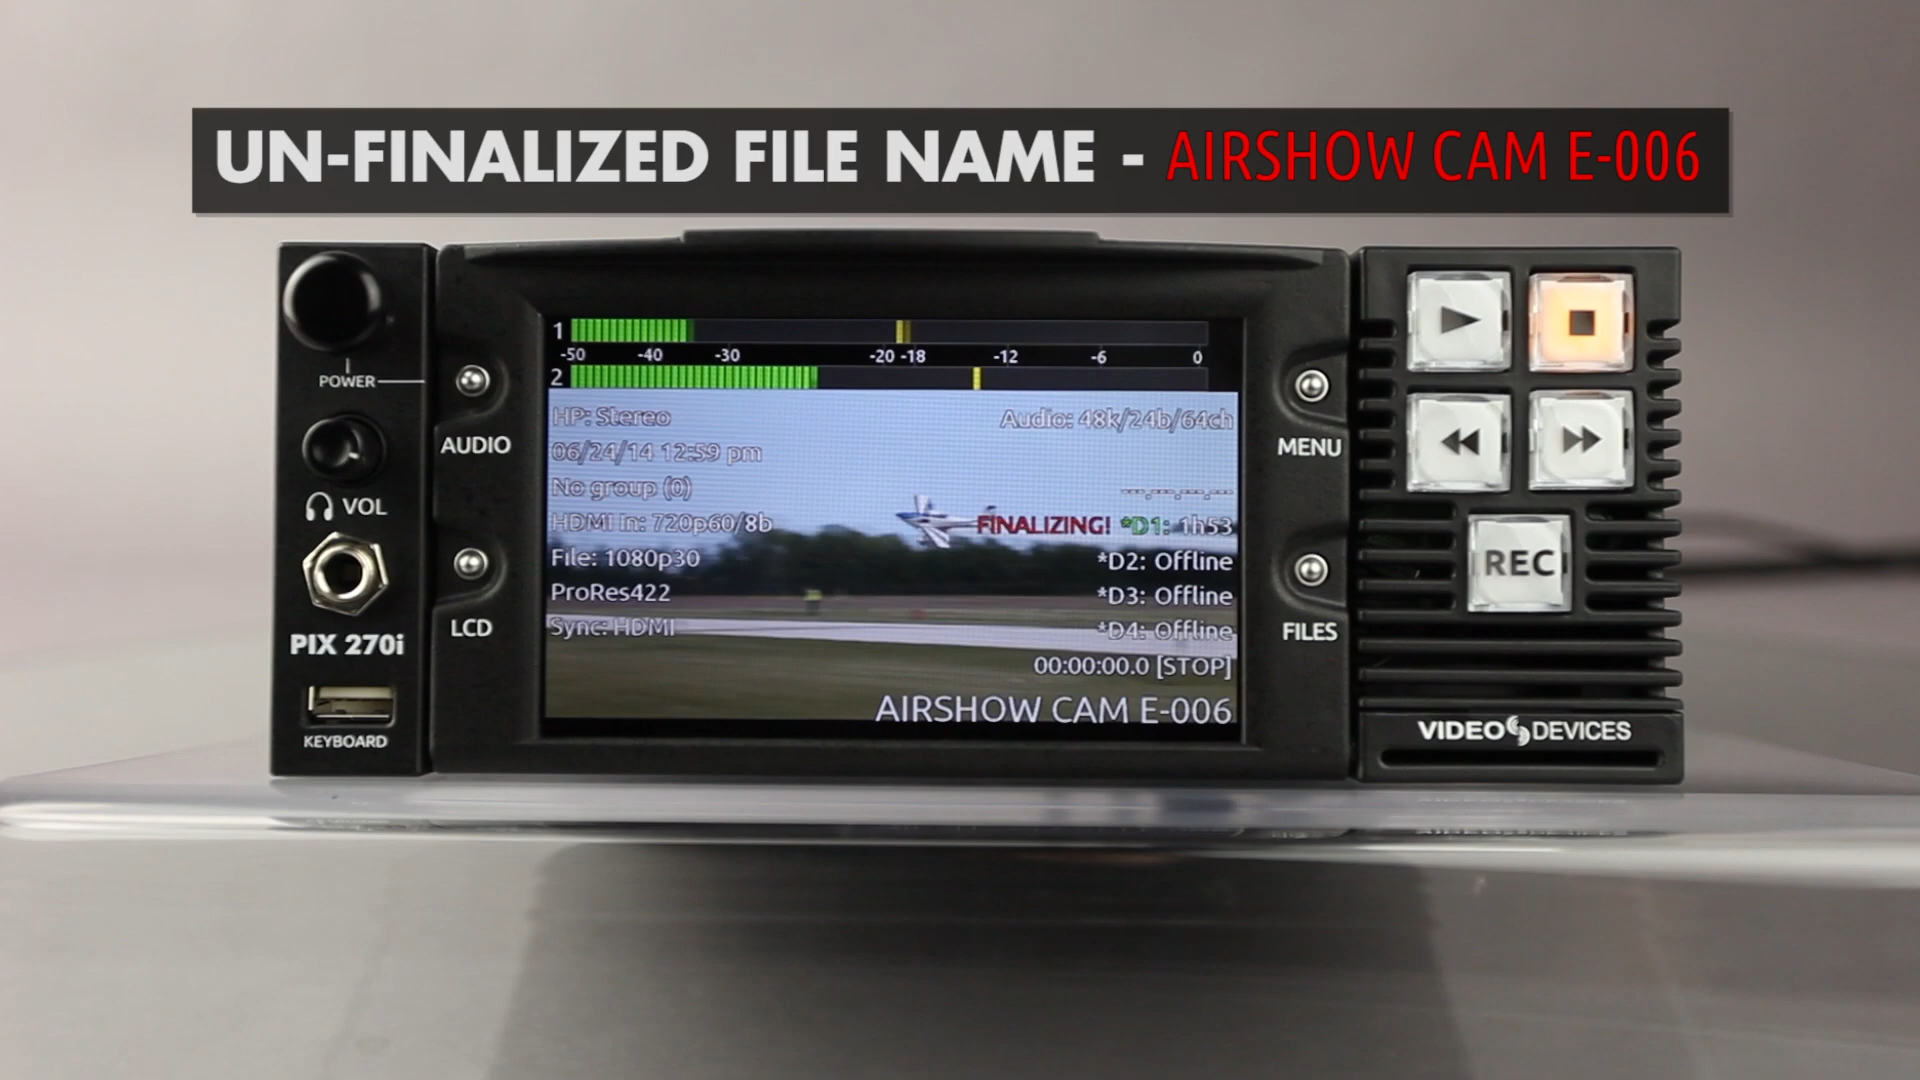 UN-FINALIZED FILE NAME - AIRSHOW CAM E-006
POWER
AUDIO
VOL
LCD
PIX 270i
KEYBOARD
1
-50 -40 -30 -20 -18 -12 -6 0
2
HP: Stereo Audio: 48k/24b/64ch
06/24/14 12:59 pm
No group (0) --.--.--.--
HDMI In: 720p60/8b FINALIZING! *D1: 1h53
File: 1080p30 *D2: Offline
ProRes422 *D3: Offline
Sync: HDMI *D4: Offline
00:00:00.0 [STOP]
AIRSHOW CAM E-006
MENU
FILES
REC
VIDEO DEVICES